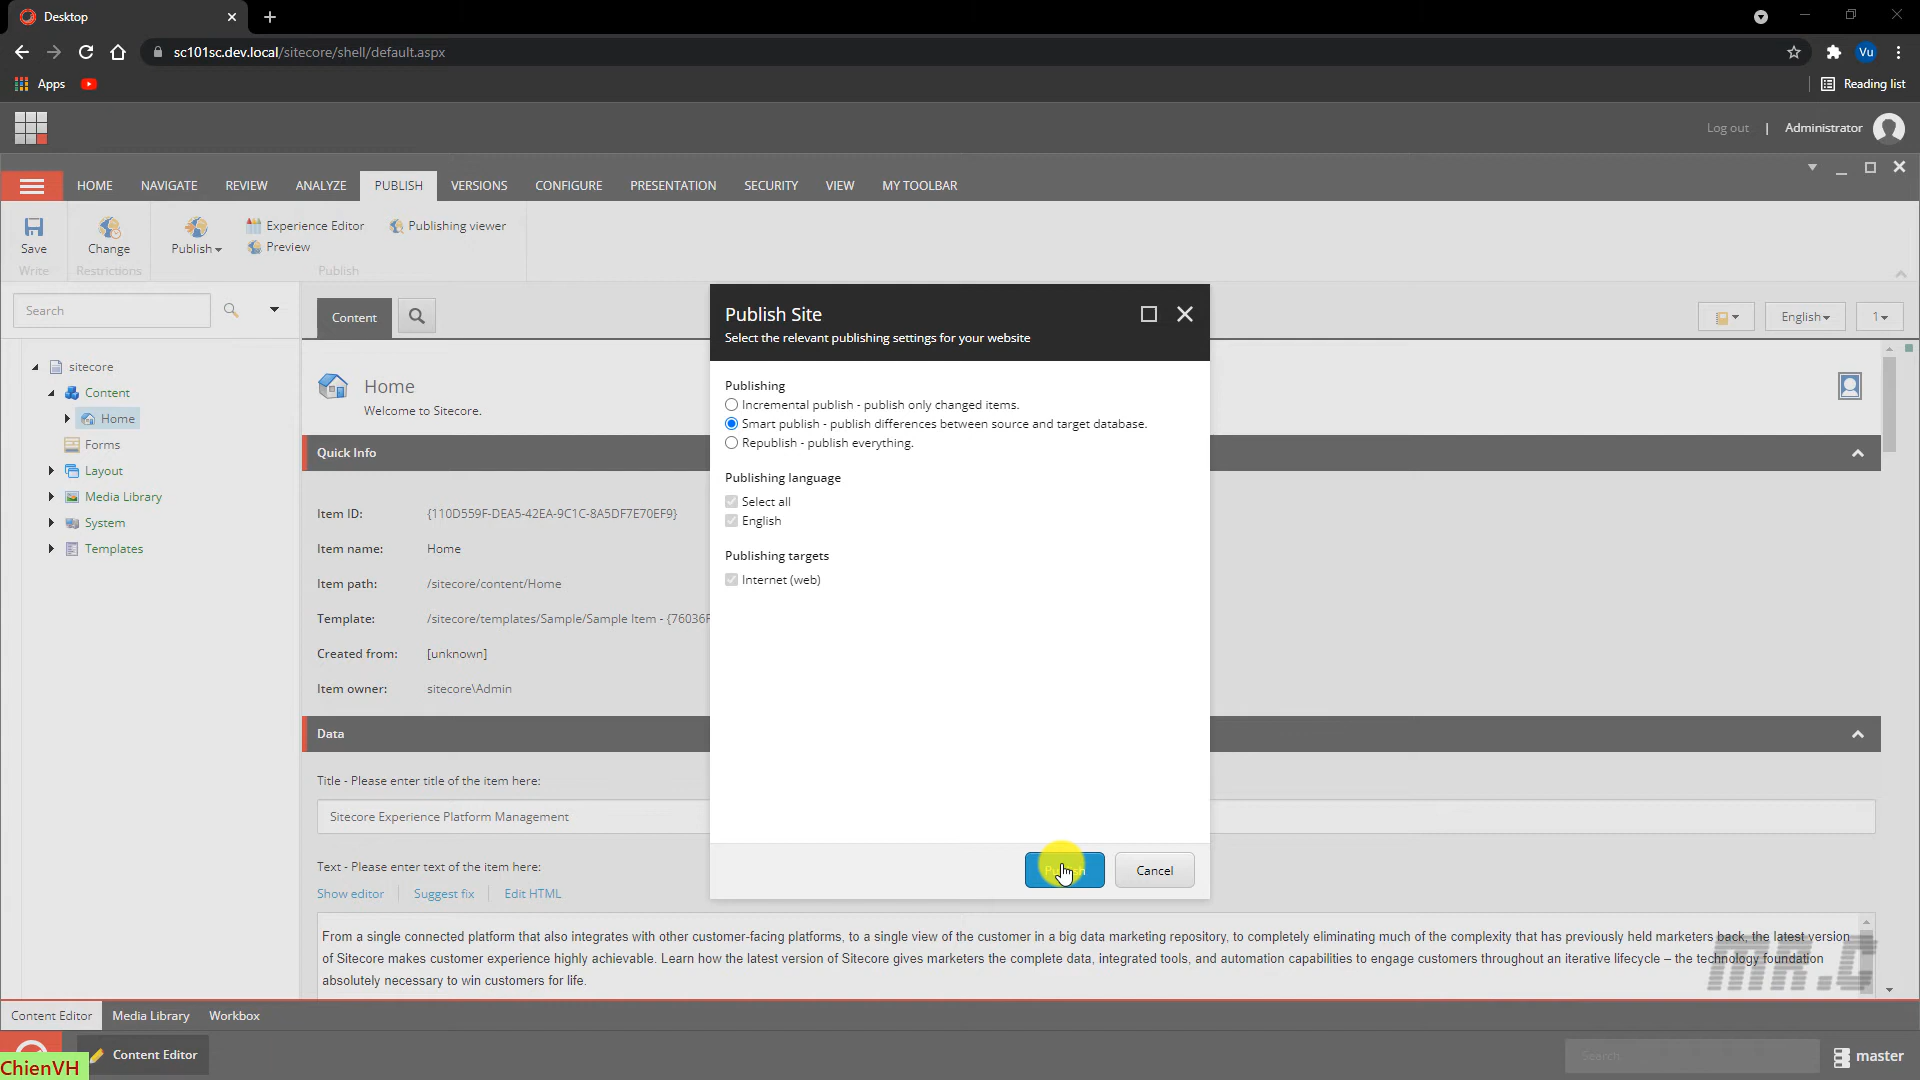 Desktop
sc101sc.dev.local/sitecore/shell/default.aspx
Vu
Apps
Reading list
Log out | Administrator
HOME NAVIGATE REVIEW ANALYZE PUBLISH VERSIONS CONFIGURE PRESENTATION SECURITY VIEW MY TOOLBAR
Save
Write
Change
Restrictions
Publish
Experience Editor
Preview
Publishing viewer
Publish
Search
Content
English
1
sitecore
Content
Home
Forms
Layout
Media Library
System
Templates
Home
Welcome to Sitecore.
Quick Info
Item ID: {110D559F-DEA5-42EA-9C1C-8A5DF7E70EF9}
Item name: Home
Item path: /sitecore/content/Home
Template: /sitecore/templates/Sample/Sample Item - {76036F
Created from: [unknown]
Item owner: sitecore\Admin
Data
Title - Please enter title of the item here:
Sitecore Experience Platform Management
Text - Please enter text of the item here:
Show editor Suggest fix Edit HTML
From a single connected platform that also integrates with other customer-facing platforms, to a single view of the customer in a big data marketing repository, to completely eliminating much of the complexity that has previously held marketers back, the latest version
of Sitecore makes customer experience highly achievable. Learn how the latest version of Sitecore gives marketers the complete data, integrated tools, and automation capabilities to engage customers throughout an iterative lifecycle – the technology foundation
absolutely necessary to win customers for life.
Publish Site
Select the relevant publishing settings for your website
Publishing
Incremental publish - publish only changed items.
Smart publish - publish differences between source and target database.
Republish - publish everything.
Publishing language
Select all
English
Publishing targets
Internet (web)
Publish
Cancel
MR.C
Content Editor Media Library Workbox
ChienVH
Content Editor
Search
master